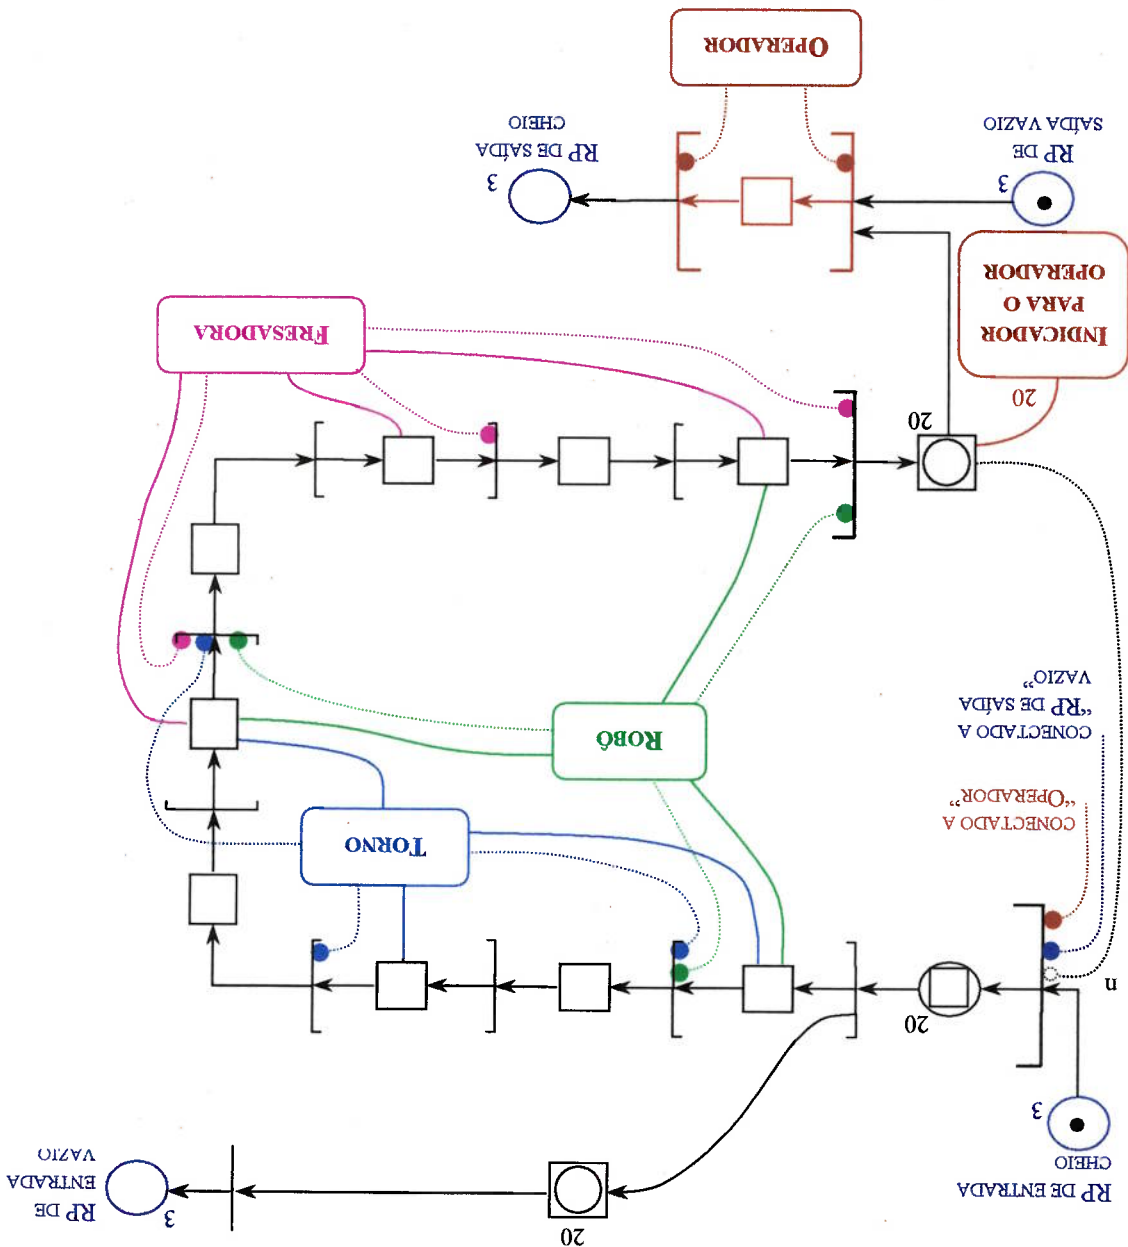 20
3
RP DE
ENTRADA
VAZIO
RP DE ENTRADA
CHEIO
3
20
n
TORNO
CONECTADO A
“OPERADOR”
ROBÔ
CONECTADO A
“RP DE SAÍDA
VAZIO”
20
20
FRESADORA
INDICADOR
PARA O
OPERADOR
3
RP DE
SAÍDA VAZIO
3
RP DE SAÍDA
CHEIO
OPERADOR